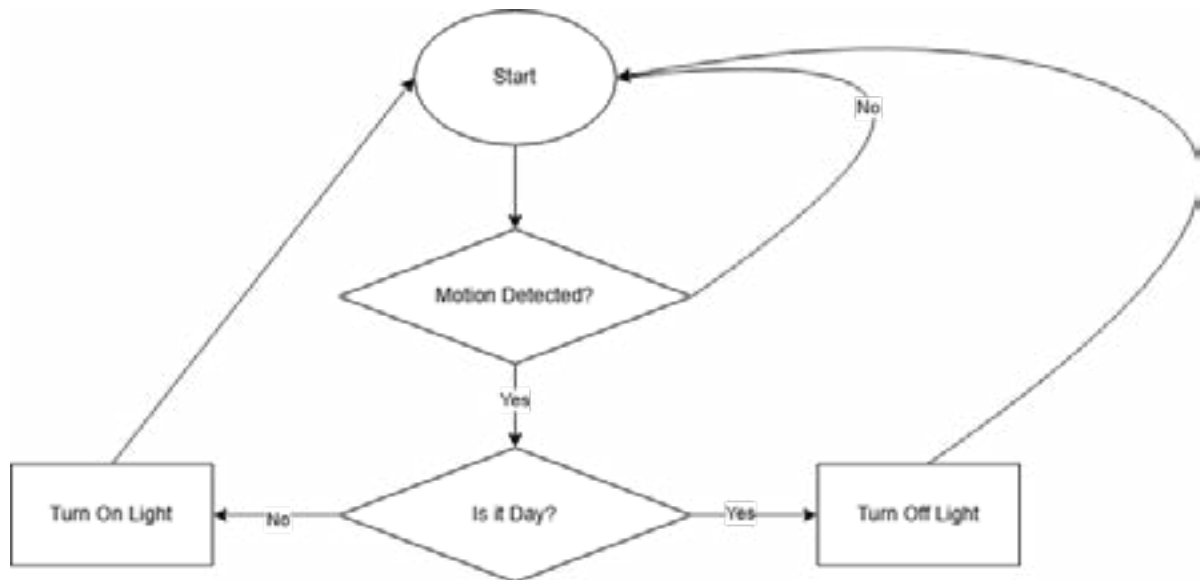 Start
No
Motion Detected?
Yes
Turn On Light
No
Is it Day?
Yes
Turn Off Light